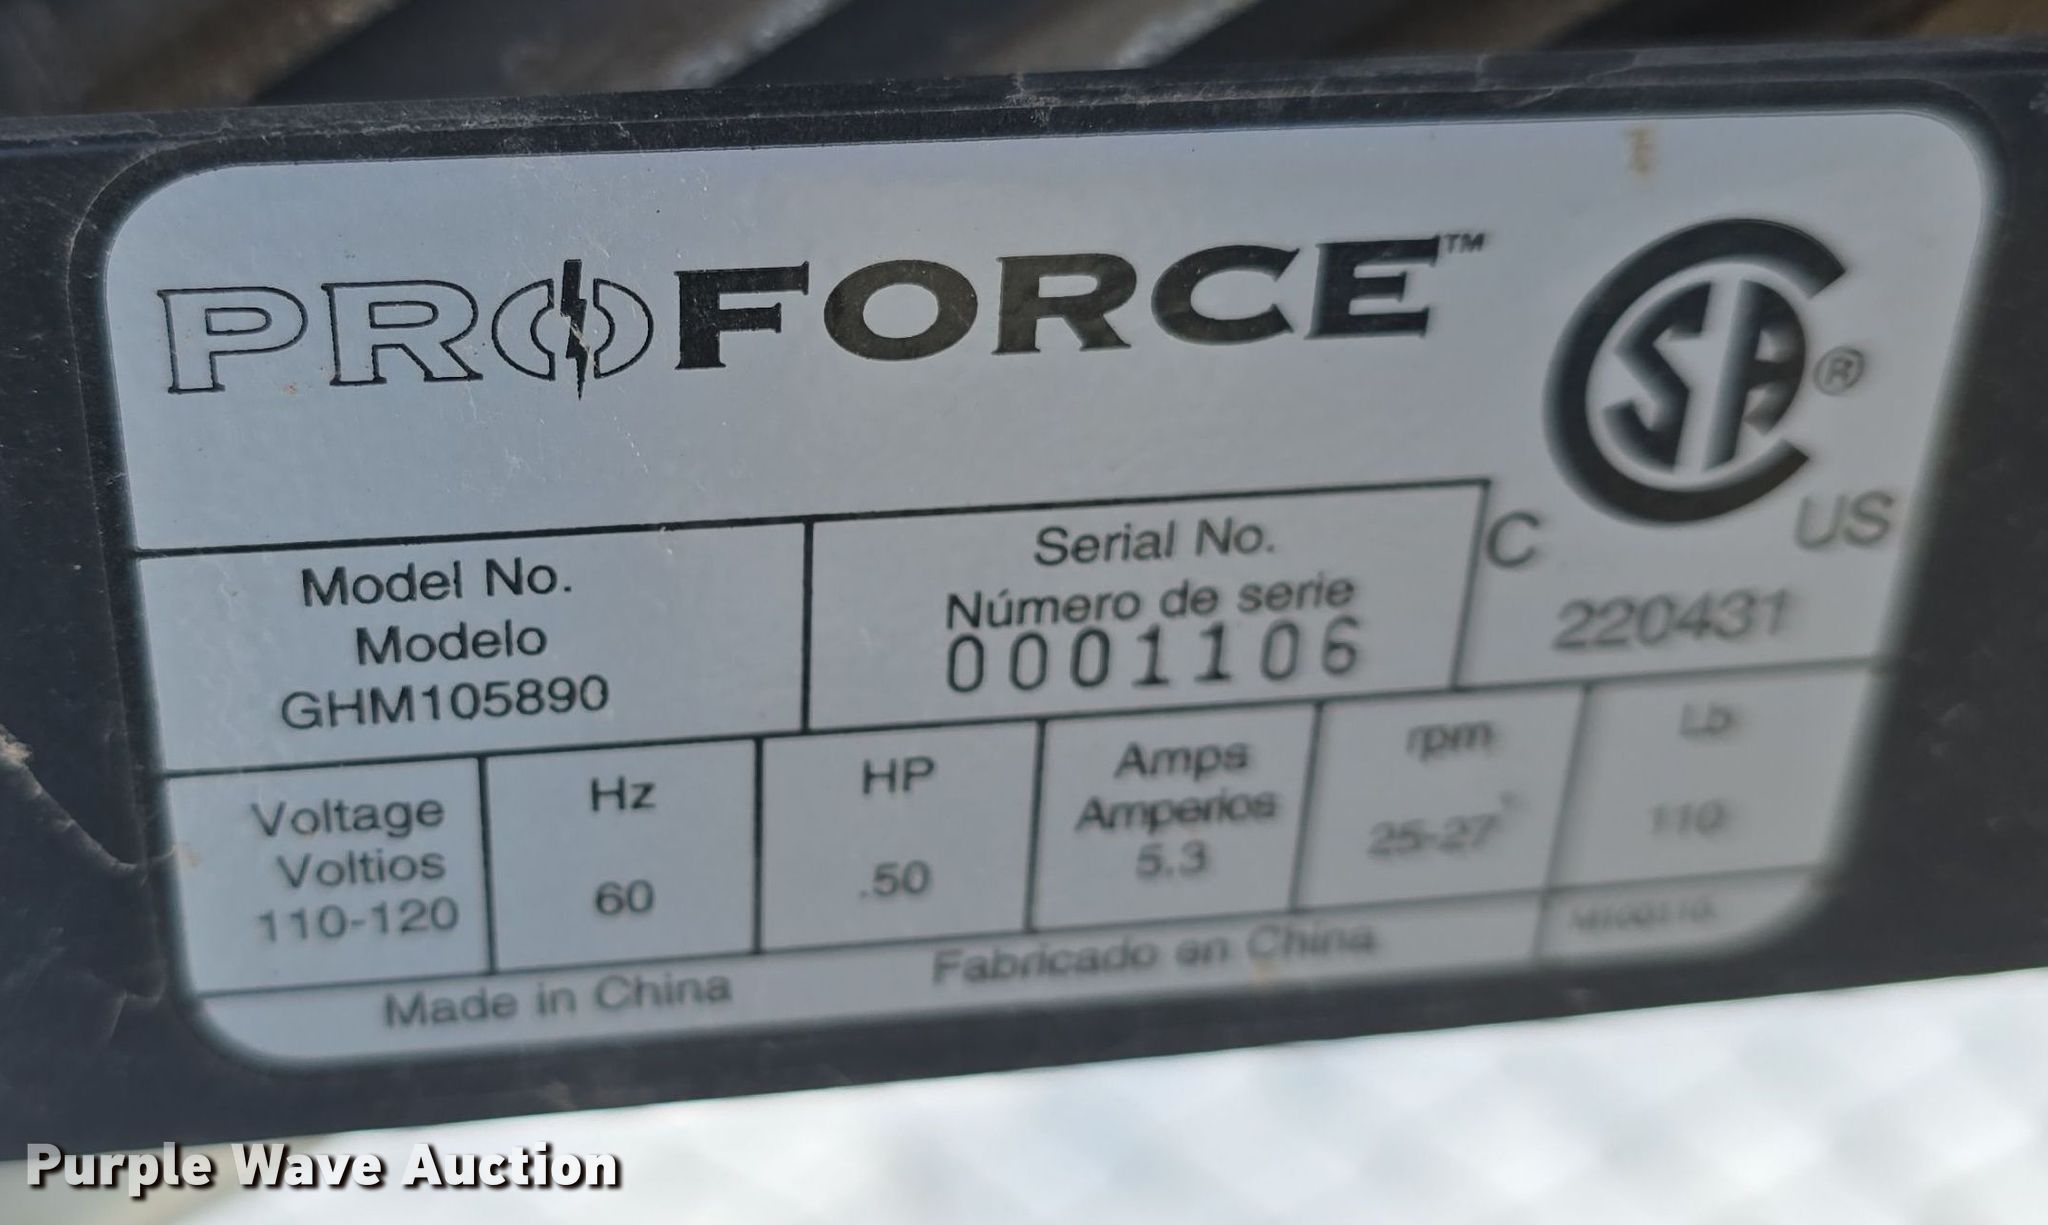 PROFORCE™
CSA®
C US
220431
Model No.
Modelo
GHM105890
Serial No.
Número de serie
0001106
Voltage
Voltios
110-120
Hz
60
HP
.50
Amps
Amperios
5.3
rpm
25-27
Lb
110
Made in China
Fabricado en China
Purple Wave Auction